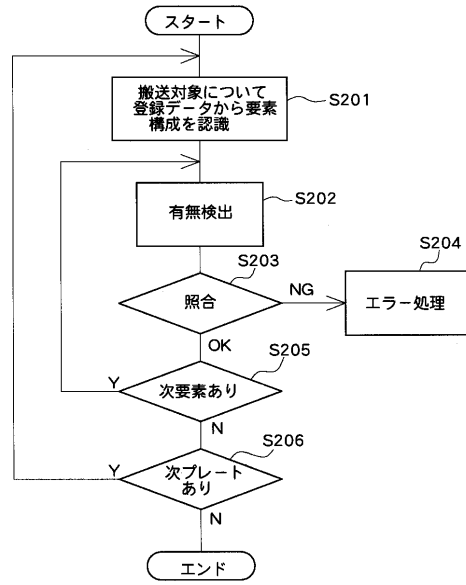 スタート
搬送対象について
登録データから要素
構成を認識
S201
有無検出
S202
照合
S203
NG
エラー処理
S204
OK
次要素あり
S205
Y
N
次プレート
あり
S206
Y
N
エンド